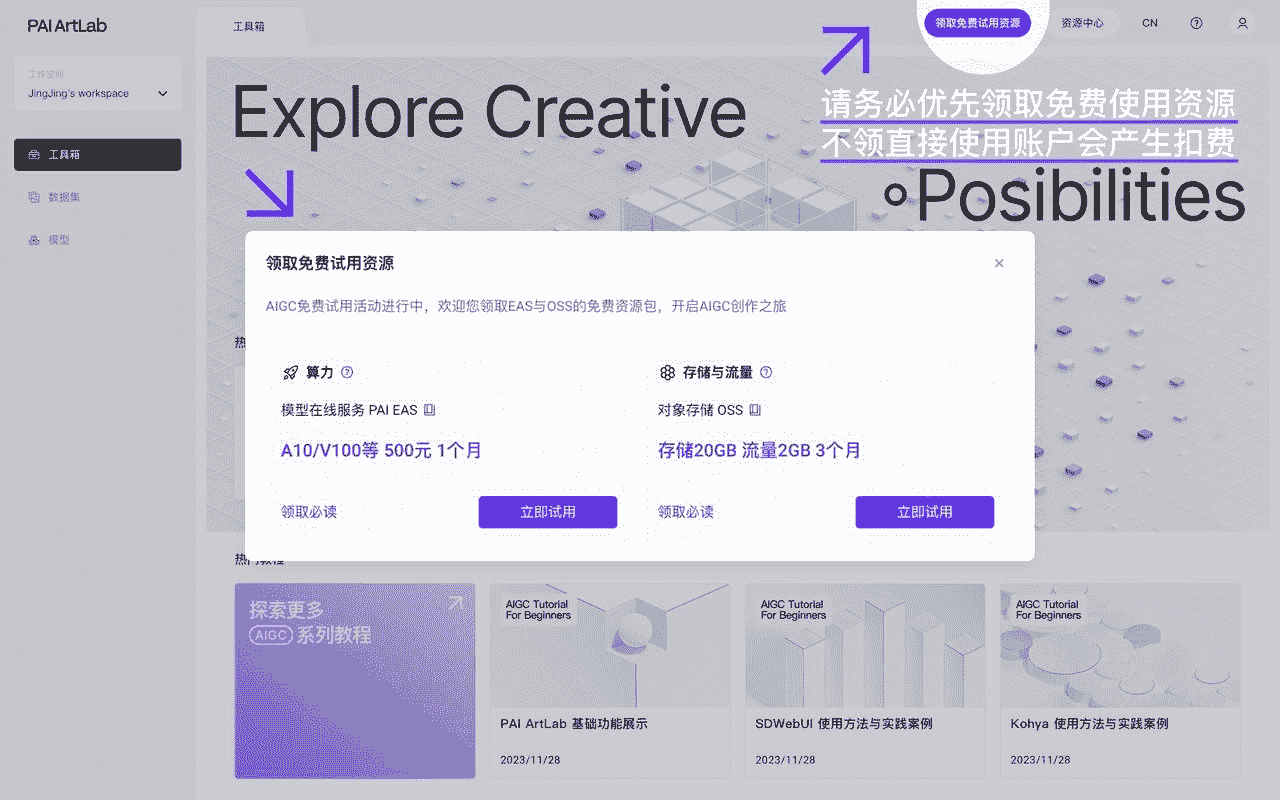 PAI ArtLab
工具箱
领取免费试用资源
资源中心
CN
工作空间
JingJing's workspace
工具箱
数据集
模型
Explore Creative
请务必优先领取免费使用资源
不领直接使用账户会产生扣费
Posibilities
领取免费试用资源
AIGC免费试用活动进行中，欢迎您领取EAS与OSS的免费资源包，开启AIGC创作之旅
算力
存储与流量
模型在线服务 PAI EAS
对象存储 OSS
A10/V100等 500元 1个月
存储20GB 流量2GB 3个月
领取必读
立即试用
领取必读
立即试用
热门教程
探索更多
AIGC 系列教程
AIGC Tutorial
For Beginners
AIGC Tutorial
For Beginners
AIGC Tutorial
For Beginners
PAI ArtLab 基础功能展示
SDWebUI 使用方法与实践案例
Kohya 使用方法与实践案例
2023/11/28
2023/11/28
2023/11/28